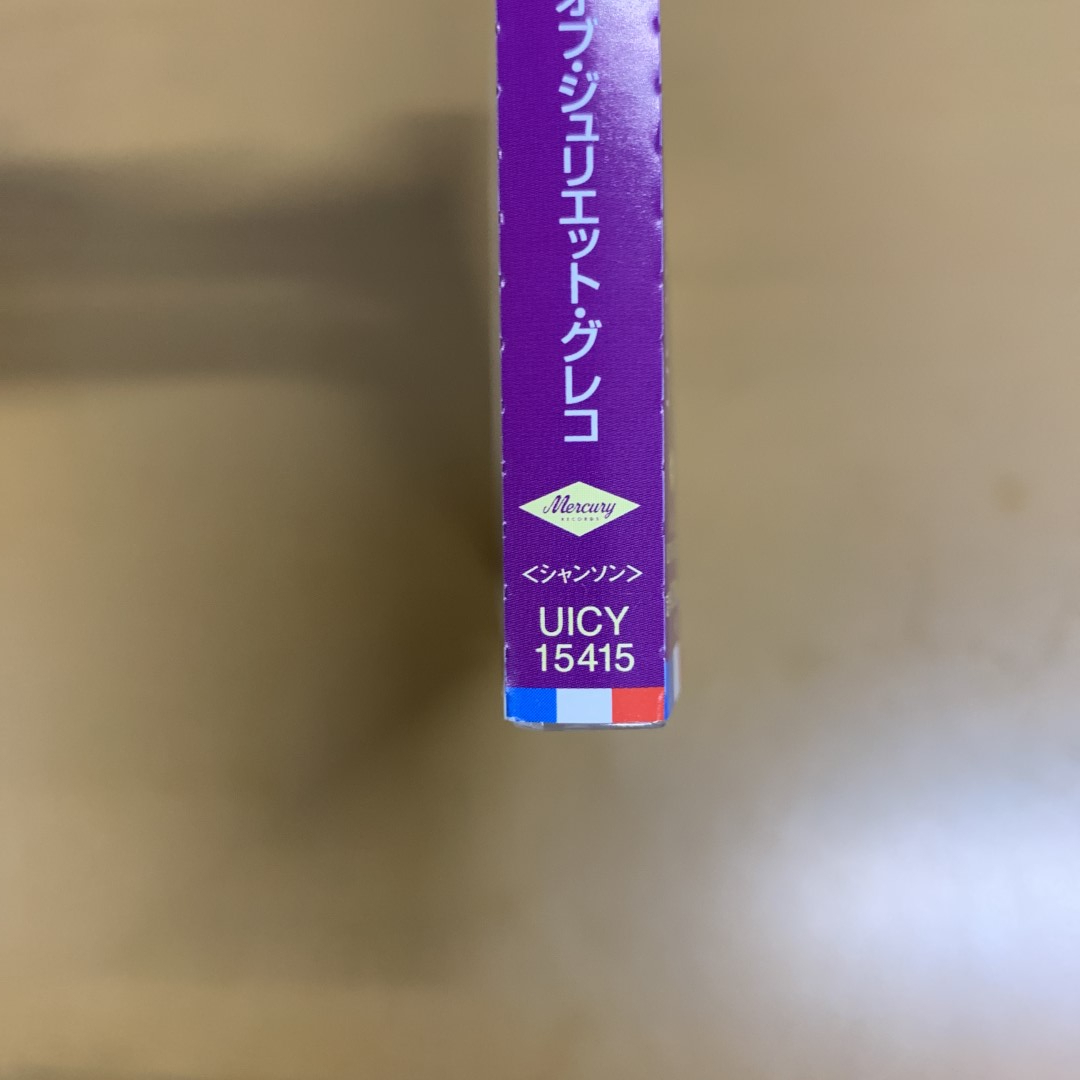 オブ・ジュリエット・グレコ
Mercury
RECORDS
<シャンソン>
UICY
15415